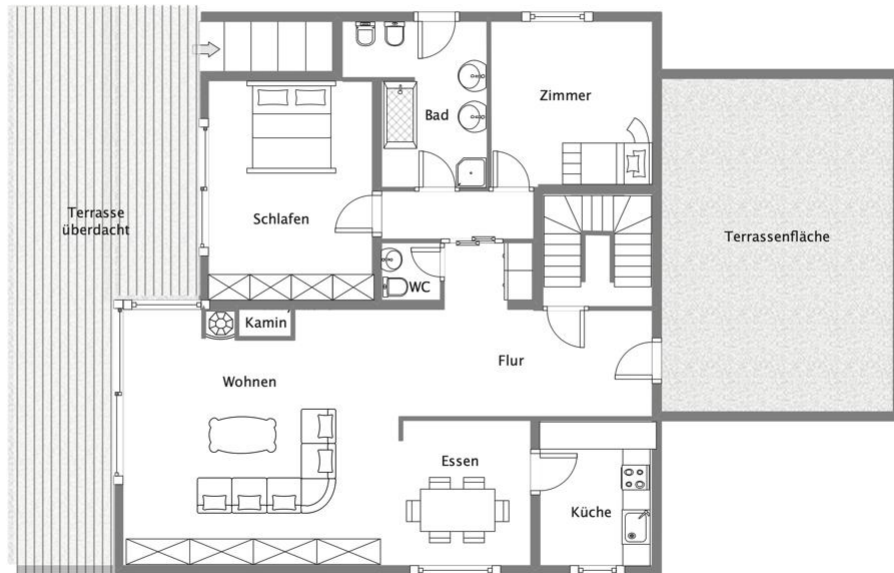 Zimmer
Bad
Terrasse
überdacht
Schlafen
Terrassenfläche
WC
Kamin
Flur
Wohnen
Essen
Küche